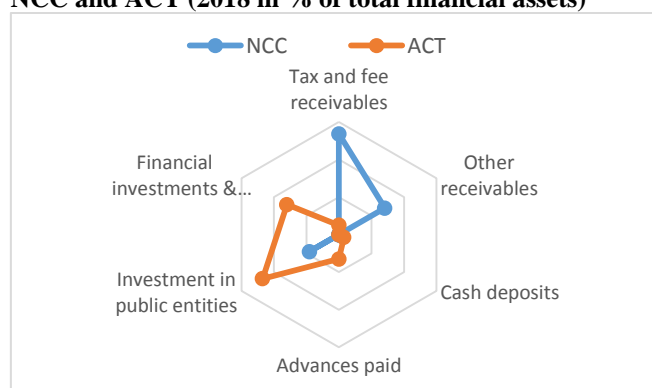 NCC and ACT (2018 in % of total financial assets)
NCC ACT
Tax and fee
receivables
Other
receivables
Cash deposits
Advances paid
Investment in
public entities
Financial
investments &...